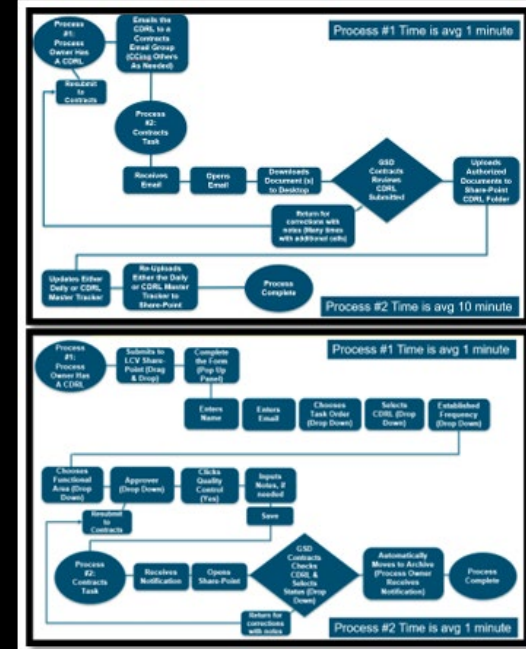 Process #1 Time is avg 1 minute
Process
#1:
Process
Owner Has
A CDRL
Emails the
CDRL to a
Contracts
Email Group
(CCing Others
As Needed)
Resubmit
to
Contracts
Process
#2:
Contracts
Task
Receives
Email
Opens
Email
Downloads
Document (s)
to Desktop
GSD
Contracts
Reviews
CDRL
Submitted
Uploads
Authorized
Documents to
Share-Point
CDRL Folder
Return for
corrections with
notes (Many times
with additional calls)
Updates Either
Daily or CDRL
Master Tracker
Re-Uploads
Either the Daily
or CDRL Master
Tracker to
Share-Point
Process
Complete
Process #2 Time is avg 10 minute
Process #1 Time is avg 1 minute
Process
#1:
Process
Owner Has
A CDRL
Submits to
LCV Share-
Point (Drag
& Drop)
Complete
the Form
(Pop Up
Panel)
Enters
Name
Enters
Email
Chooses
Task Order
(Drop Down)
Selects
CDRL (Drop
Down)
Established
Frequency
(Drop Down)
Chooses
Functional
Area (Drop
Down)
Approver
(Drop Down)
Clicks
Quality
Control
(Yes)
Inputs
Notes, if
needed
Resubmit
to
Contracts
Save
Process
#2:
Contracts
Task
Receives
Notification
Opens
Share-Point
GSD
Contracts
Checks
CDRL &
Selects
Status (Drop
Down)
Automatically
Moves to Archive
(Process Owner
Receives
Notification)
Process
Complete
Return for
corrections
with notes
Process #2 Time is avg 1 minute